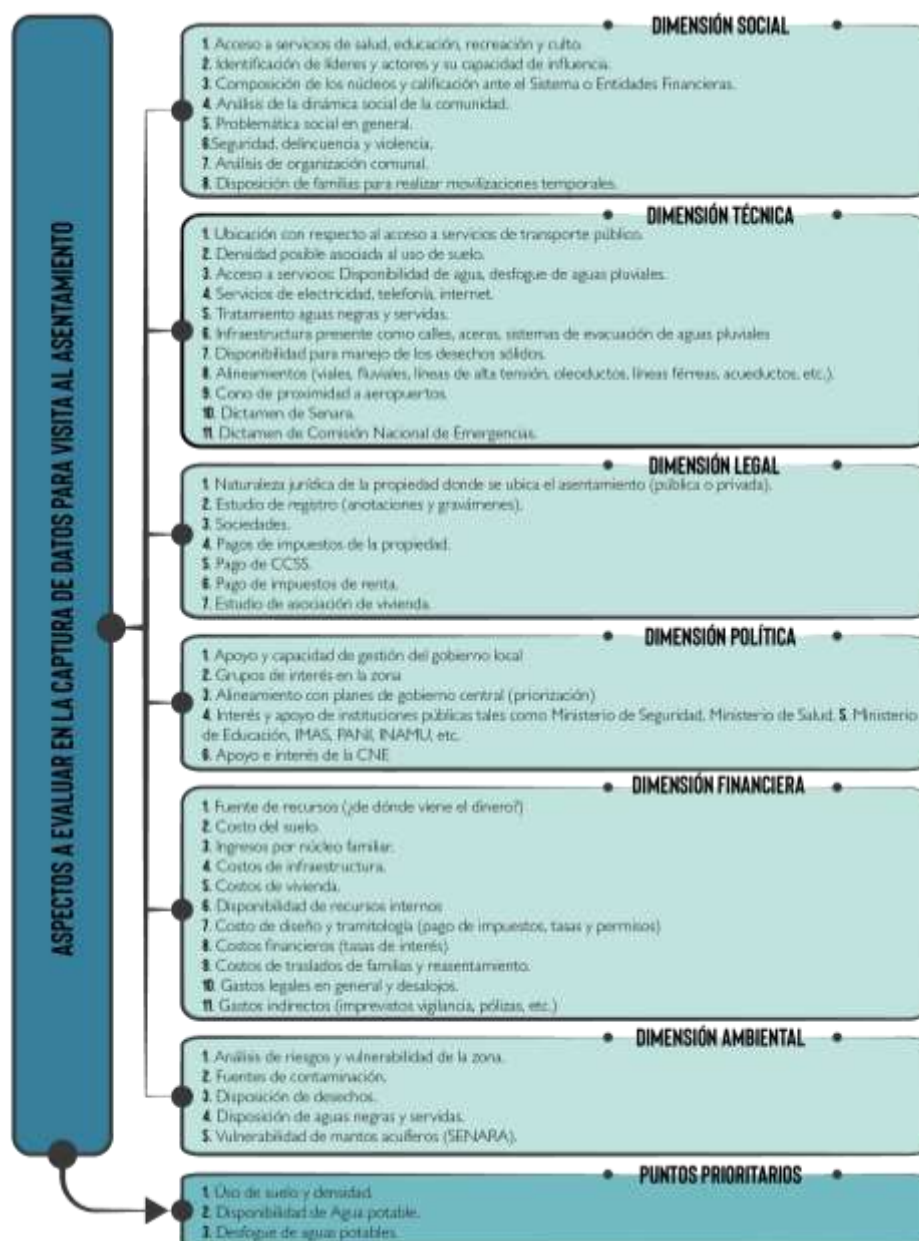 ASPECTOS A EVALUAR EN LA CAPTURA DE DATOS PARA VISITA AL ASENTAMIENTO
DIMENSIÓN SOCIAL
1. Acceso a servicios de salud, educación, recreación y culto.
2. Identificación de líderes y actores y su capacidad de influencia.
3. Composición de los núcleos y calificación ante el Sistema o Entidades Financieras.
4. Análisis de la dinámica social de la comunidad.
5. Problemática social en general.
6.Seguridad, delincuencia y violencia.
7. Análisis de organización comunal.
8. Disposición de familias para realizar movilizaciones temporales.
DIMENSIÓN TÉCNICA
1. Ubicación con respecto al acceso a servicios de transporte público.
2. Densidad posible asociada al uso de suelo.
3. Acceso a servicios: Disponibilidad de agua, desfogue de aguas pluviales.
4. Servicios de electricidad, telefonía, internet.
5. Tratamiento aguas negras y servidas.
6. Infraestructura presente como calles, aceras, sistemas de evacuación de aguas pluviales
7. Disponibilidad para manejo de los desechos sólidos.
8. Alineamientos (viales, fluviales, líneas de alta tensión, oleoductos, líneas férreas, acueductos, etc.).
9. Cono de proximidad a aeropuertos.
10. Dictamen de Senara.
11. Dictamen de Comisión Nacional de Emergencias.
DIMENSIÓN LEGAL
1. Naturaleza jurídica de la propiedad donde se ubica el asentamiento (pública o privada).
2. Estudio de registro (anotaciones y gravámenes).
3. Sociedades.
4. Pagos de impuestos de la propiedad.
5. Pago de CCSS.
6. Pago de impuestos de renta.
7. Estudio de asociación de vivienda.
DIMENSIÓN POLÍTICA
1. Apoyo y capacidad de gestión del gobierno local
2. Grupos de interés en la zona
3. Alineamiento con planes de gobierno central (priorización)
4. Interés y apoyo de instituciones públicas tales como Ministerio de Seguridad, Ministerio de Salud, 5. Ministerio
de Educación, IMAS, PANI, INAMU, etc.
6. Apoyo e interés de la CNE
DIMENSIÓN FINANCIERA
1. Fuente de recursos (¿de dónde viene el dinero?)
2. Costo del suelo.
3. Ingresos por núcleo familiar.
4. Costos de infraestructura.
5. Costos de vivienda.
6. Disponibilidad de recursos internos
7. Costo de diseño y tramitología (pago de impuestos, tasas y permisos)
8. Costos financieros (tasas de interés)
9. Costos de traslados de familias y reasentamiento.
10. Gastos legales en general y desalojos.
11. Gastos indirectos (imprevistos vigilancia, pólizas, etc.)
DIMENSIÓN AMBIENTAL
1. Análisis de riesgos y vulnerabilidad de la zona.
2. Fuentes de contaminación.
3. Disposición de desechos.
4. Disposición de aguas negras y servidas.
5. Vulnerabilidad de mantos acuíferos (SENARA).
PUNTOS PRIORITARIOS
1. Uso de suelo y densidad.
2. Disponibilidad de Agua potable.
3. Desfogue de aguas potables.